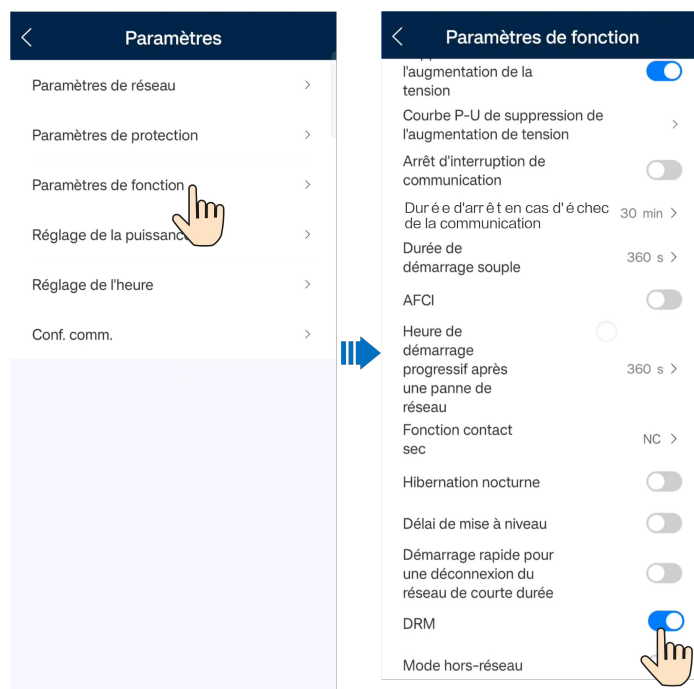 Paramètres
Paramètres de réseau
Paramètres de protection
Paramètres de fonction
Réglage de la puissance
Réglage de l'heure
Conf. comm.
Paramètres de fonction
l'augmentation de la
tension
Courbe P-U de suppression de
l'augmentation de tension
Arrêt d'interruption de
communication
Durée d'arrêt en cas d'échec
de la communication
30 min
Durée de
démarrage souple
360 s
AFCI
Heure de
démarrage
progressif après
une panne de
réseau
360 s
Fonction contact
sec
NC
Hibernation nocturne
Délai de mise à niveau
Démarrage rapide pour
une déconnexion du
réseau de courte durée
DRM
Mode hors-réseau